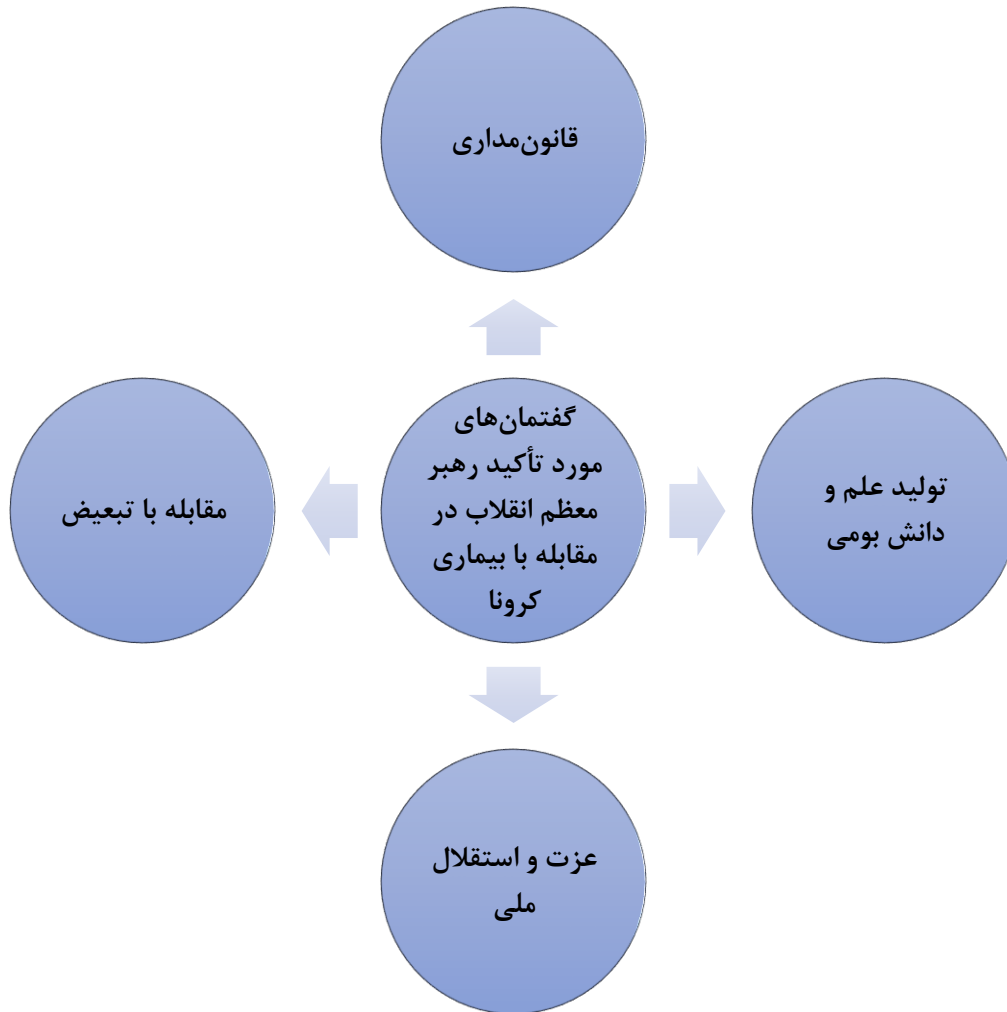 قانون‌مداری
گفتمان‌های
مورد تأکید رهبر
معظم انقلاب در
مقابله با بیماری
کرونا
تولید علم و
دانش بومی
مقابله با تبعیض
عزت و استقلال
ملی